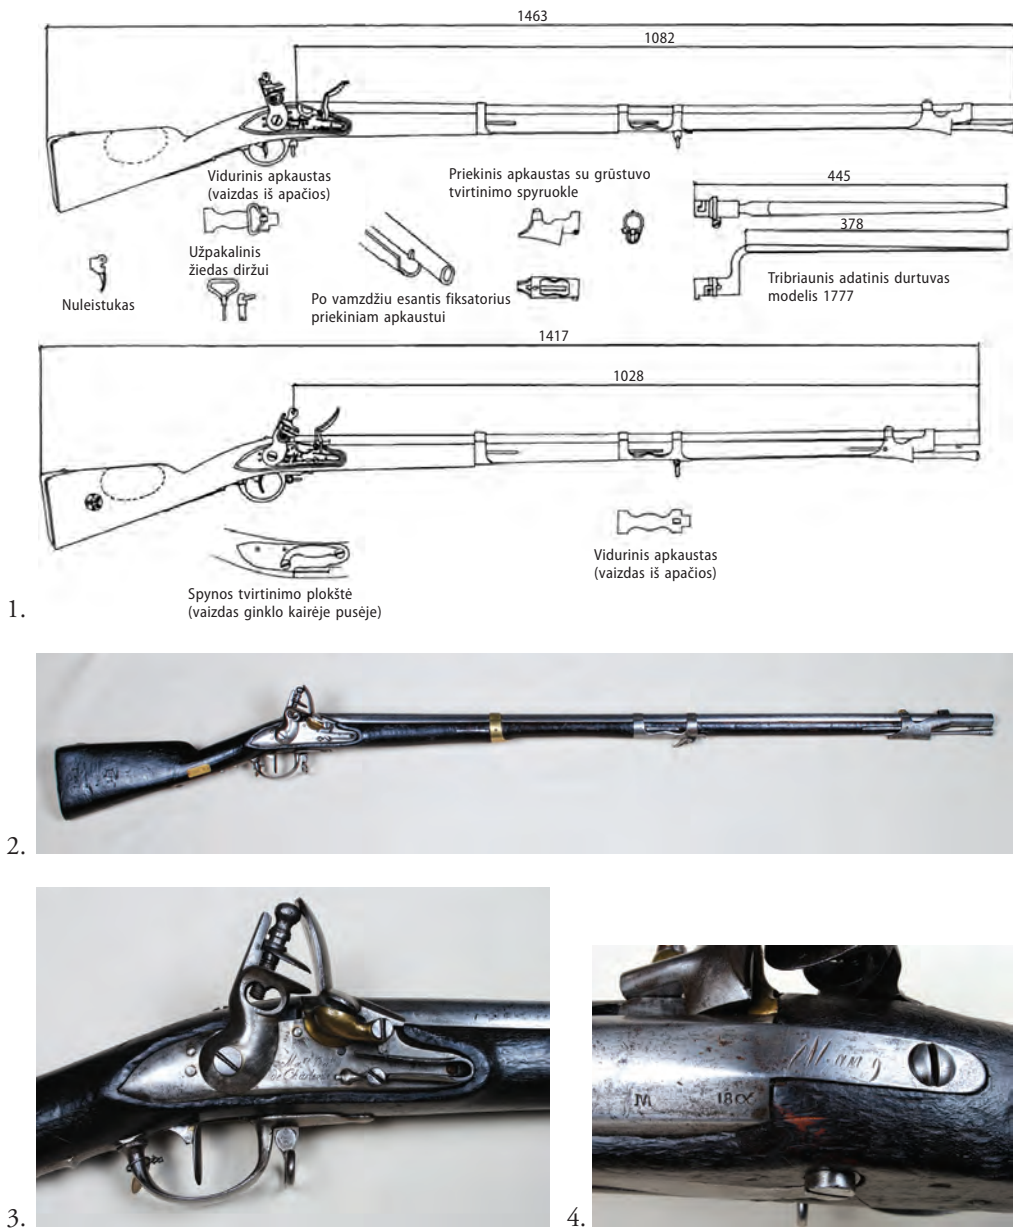 1463
1082
Vidurinis apkaustas
(vaizdas iš apačios)
Priekinis apkaustas su grūstuvo
tvirtinimo spyruokle
445
378
Užpakalinis
žiedas diržui
Nuleistukas
Po vamzdžiu esantis fiksatorius
priekiniam apkaustui
Tribriaunis adatinis durtuvas
modelis 1777
1417
1028
Vidurinis apkaustas
(vaizdas iš apačios)
Spynos tvirtinimo plokštė
(vaizdas ginklo kairėje pusėje)
1.
2.
3.
de
4.
M